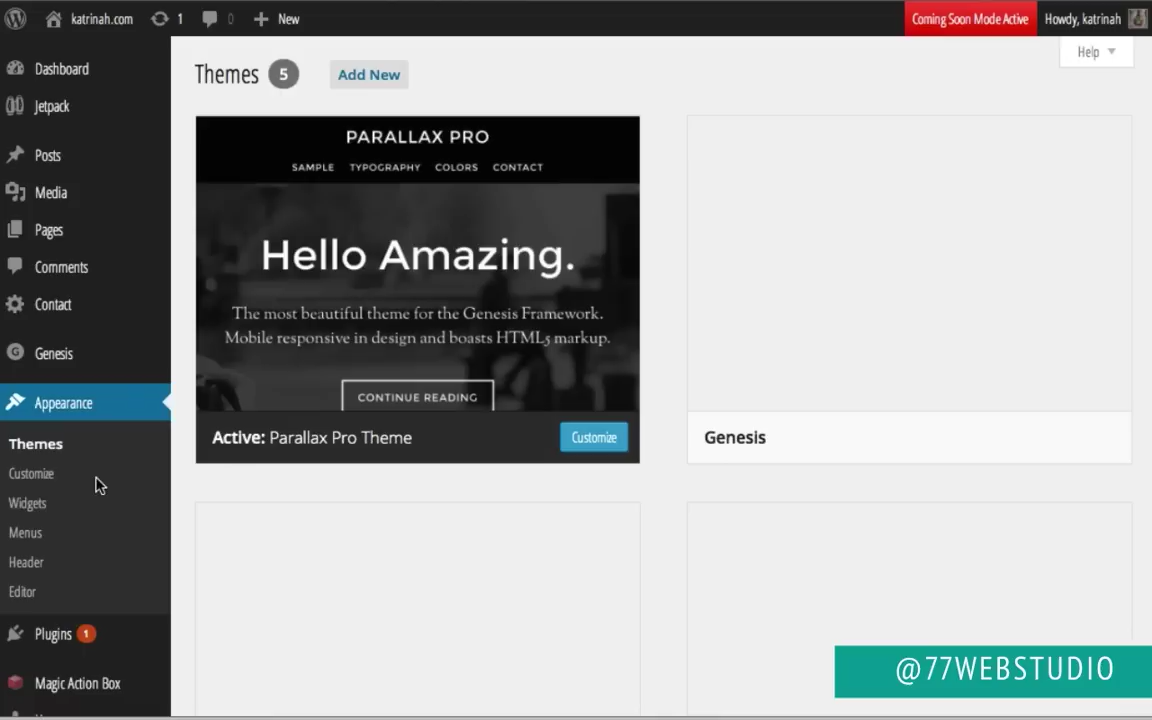 katrinah.com 1 0 New Coming Soon Mode Active Howdy, katrinah
Help
Dashboard
Jetpack
Posts
Media
Pages
Comments
Contact
Genesis
Appearance
Themes
Customize
Widgets
Menus
Header
Editor
Plugins 1
Magic Action Box
Themes 5 Add New
PARALLAX PRO
SAMPLE TYPOGRAPHY COLORS CONTACT
Hello Amazing.
The most beautiful theme for the Genesis Framework.
Mobile responsive in design and boasts HTML5 markup.
CONTINUE READING
Active: Parallax Pro Theme Customize
Genesis
@77WEBSTUDIO